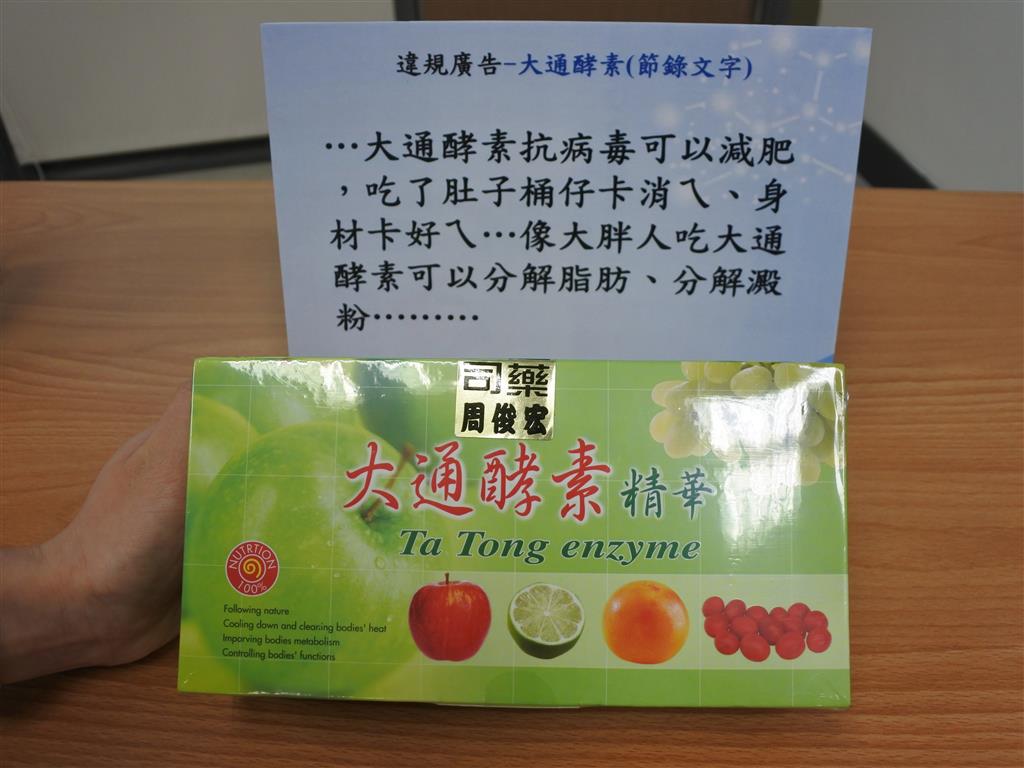 違規廣告-大通酵素(節錄文字)
…大通酵素抗病毒可以減肥
，吃了肚子桶仔卡消ㄟ、身
材卡好ㄟ…像大胖人吃大通
酵素可以分解脂肪、分解澱
粉………
司藥
周俊宏
大通酵素精華
Ta Tong enzyme
NUTRTION
100%
Following nature
Cooling down and clearing bodies' heat
Imporving bodies metabolism
Controlling bodies' functions